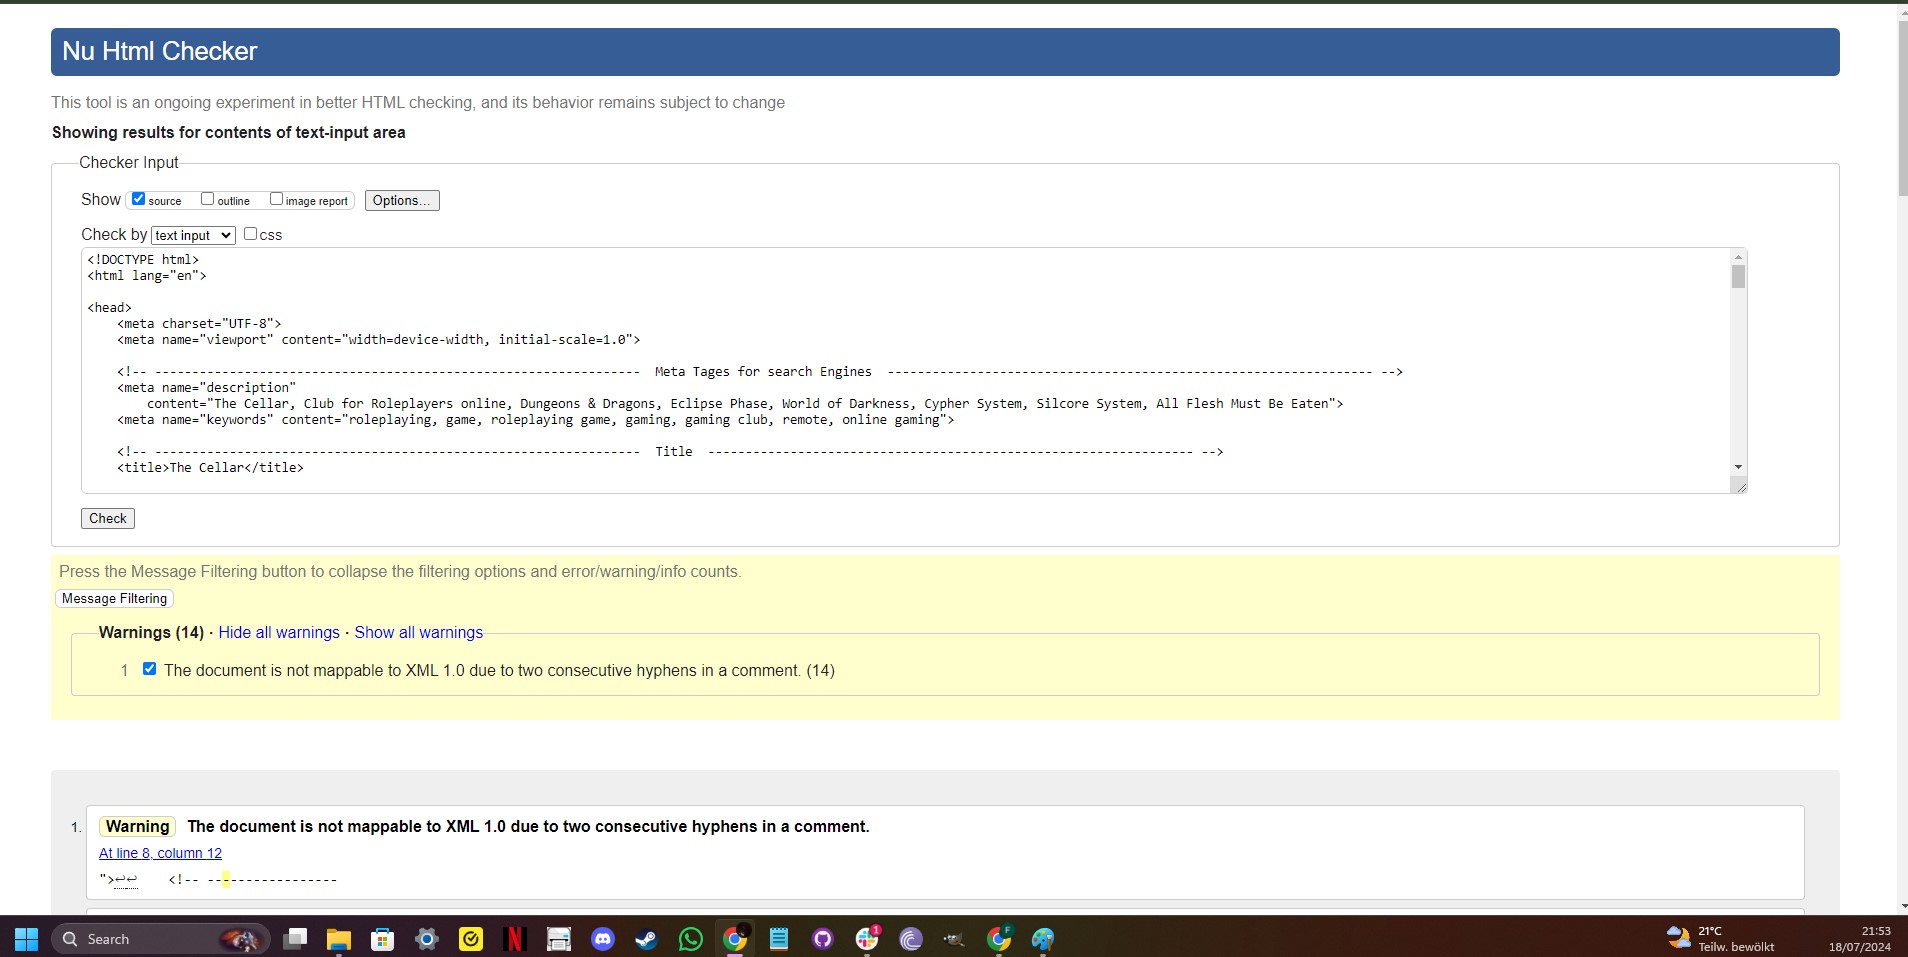 Nu Html Checker
This tool is an ongoing experiment in better HTML checking, and its behavior remains subject to change
Showing results for contents of text-input area
Checker Input
Show source outline image report Options...
Check by text input css
<!DOCTYPE html>
<html lang="en">
<head>
<meta charset="UTF-8">
<meta name="viewport" content="width=device-width, initial-scale=1.0">
<!-- ----------------------------------------------------------------- Meta Tages for search Engines ----------------------------------------------------------------- -->
<meta name="description"
content="The Cellar, Club for Roleplayers online, Dungeons & Dragons, Eclipse Phase, World of Darkness, Cypher System, Silcore System, All Flesh Must Be Eaten">
<meta name="keywords" content="roleplaying, game, roleplaying game, gaming, gaming club, remote, online gaming">
<!-- ----------------------------------------------------------------- Title ----------------------------------------------------------------- -->
<title>The Cellar</title>
Check
Press the Message Filtering button to collapse the filtering options and error/warning/info counts.
Message Filtering
Warnings (14) · Hide all warnings · Show all warnings
1 The document is not mappable to XML 1.0 due to two consecutive hyphens in a comment. (14)
1. Warning The document is not mappable to XML 1.0 due to two consecutive hyphens in a comment.
At line 8, column 12
">↩↩    <!-- -----------------
Search
1
F
21°C
Teilw. bewölkt
21:53
18/07/2024